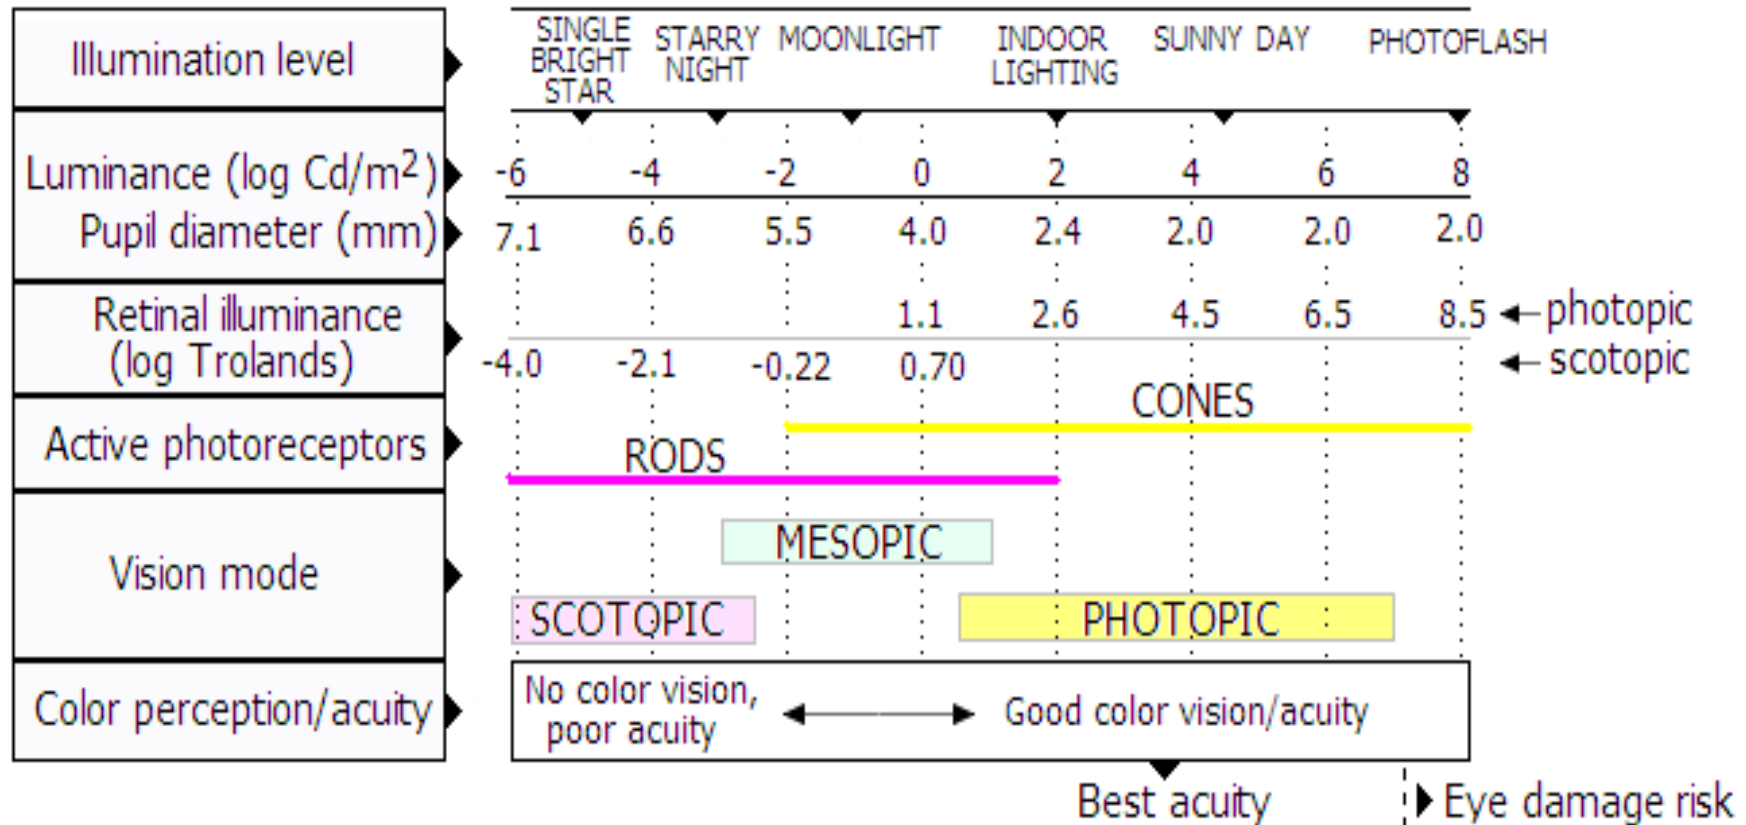 Illumination level
SINGLE BRIGHT STAR
STARRY NIGHT
MOONLIGHT
INDOOR LIGHTING
SUNNY DAY
PHOTOFLASH
Luminance (log Cd/m²)
-6 -4 -2 0 2 4 6 8
Pupil diameter (mm)
7.1 6.6 5.5 4.0 2.4 2.0 2.0 2.0
Retinal illuminance
(log Trolands)
1.1 2.6 4.5 6.5 8.5 photopic
-4.0 -2.1 -0.22 0.70 scotopic
Active photoreceptors
CONES
RODS
Vision mode
MESOPIC
SCOTOPIC
PHOTOPIC
Color perception/acuity
No color vision,
poor acuity
Good color vision/acuity
Best acuity
Eye damage risk